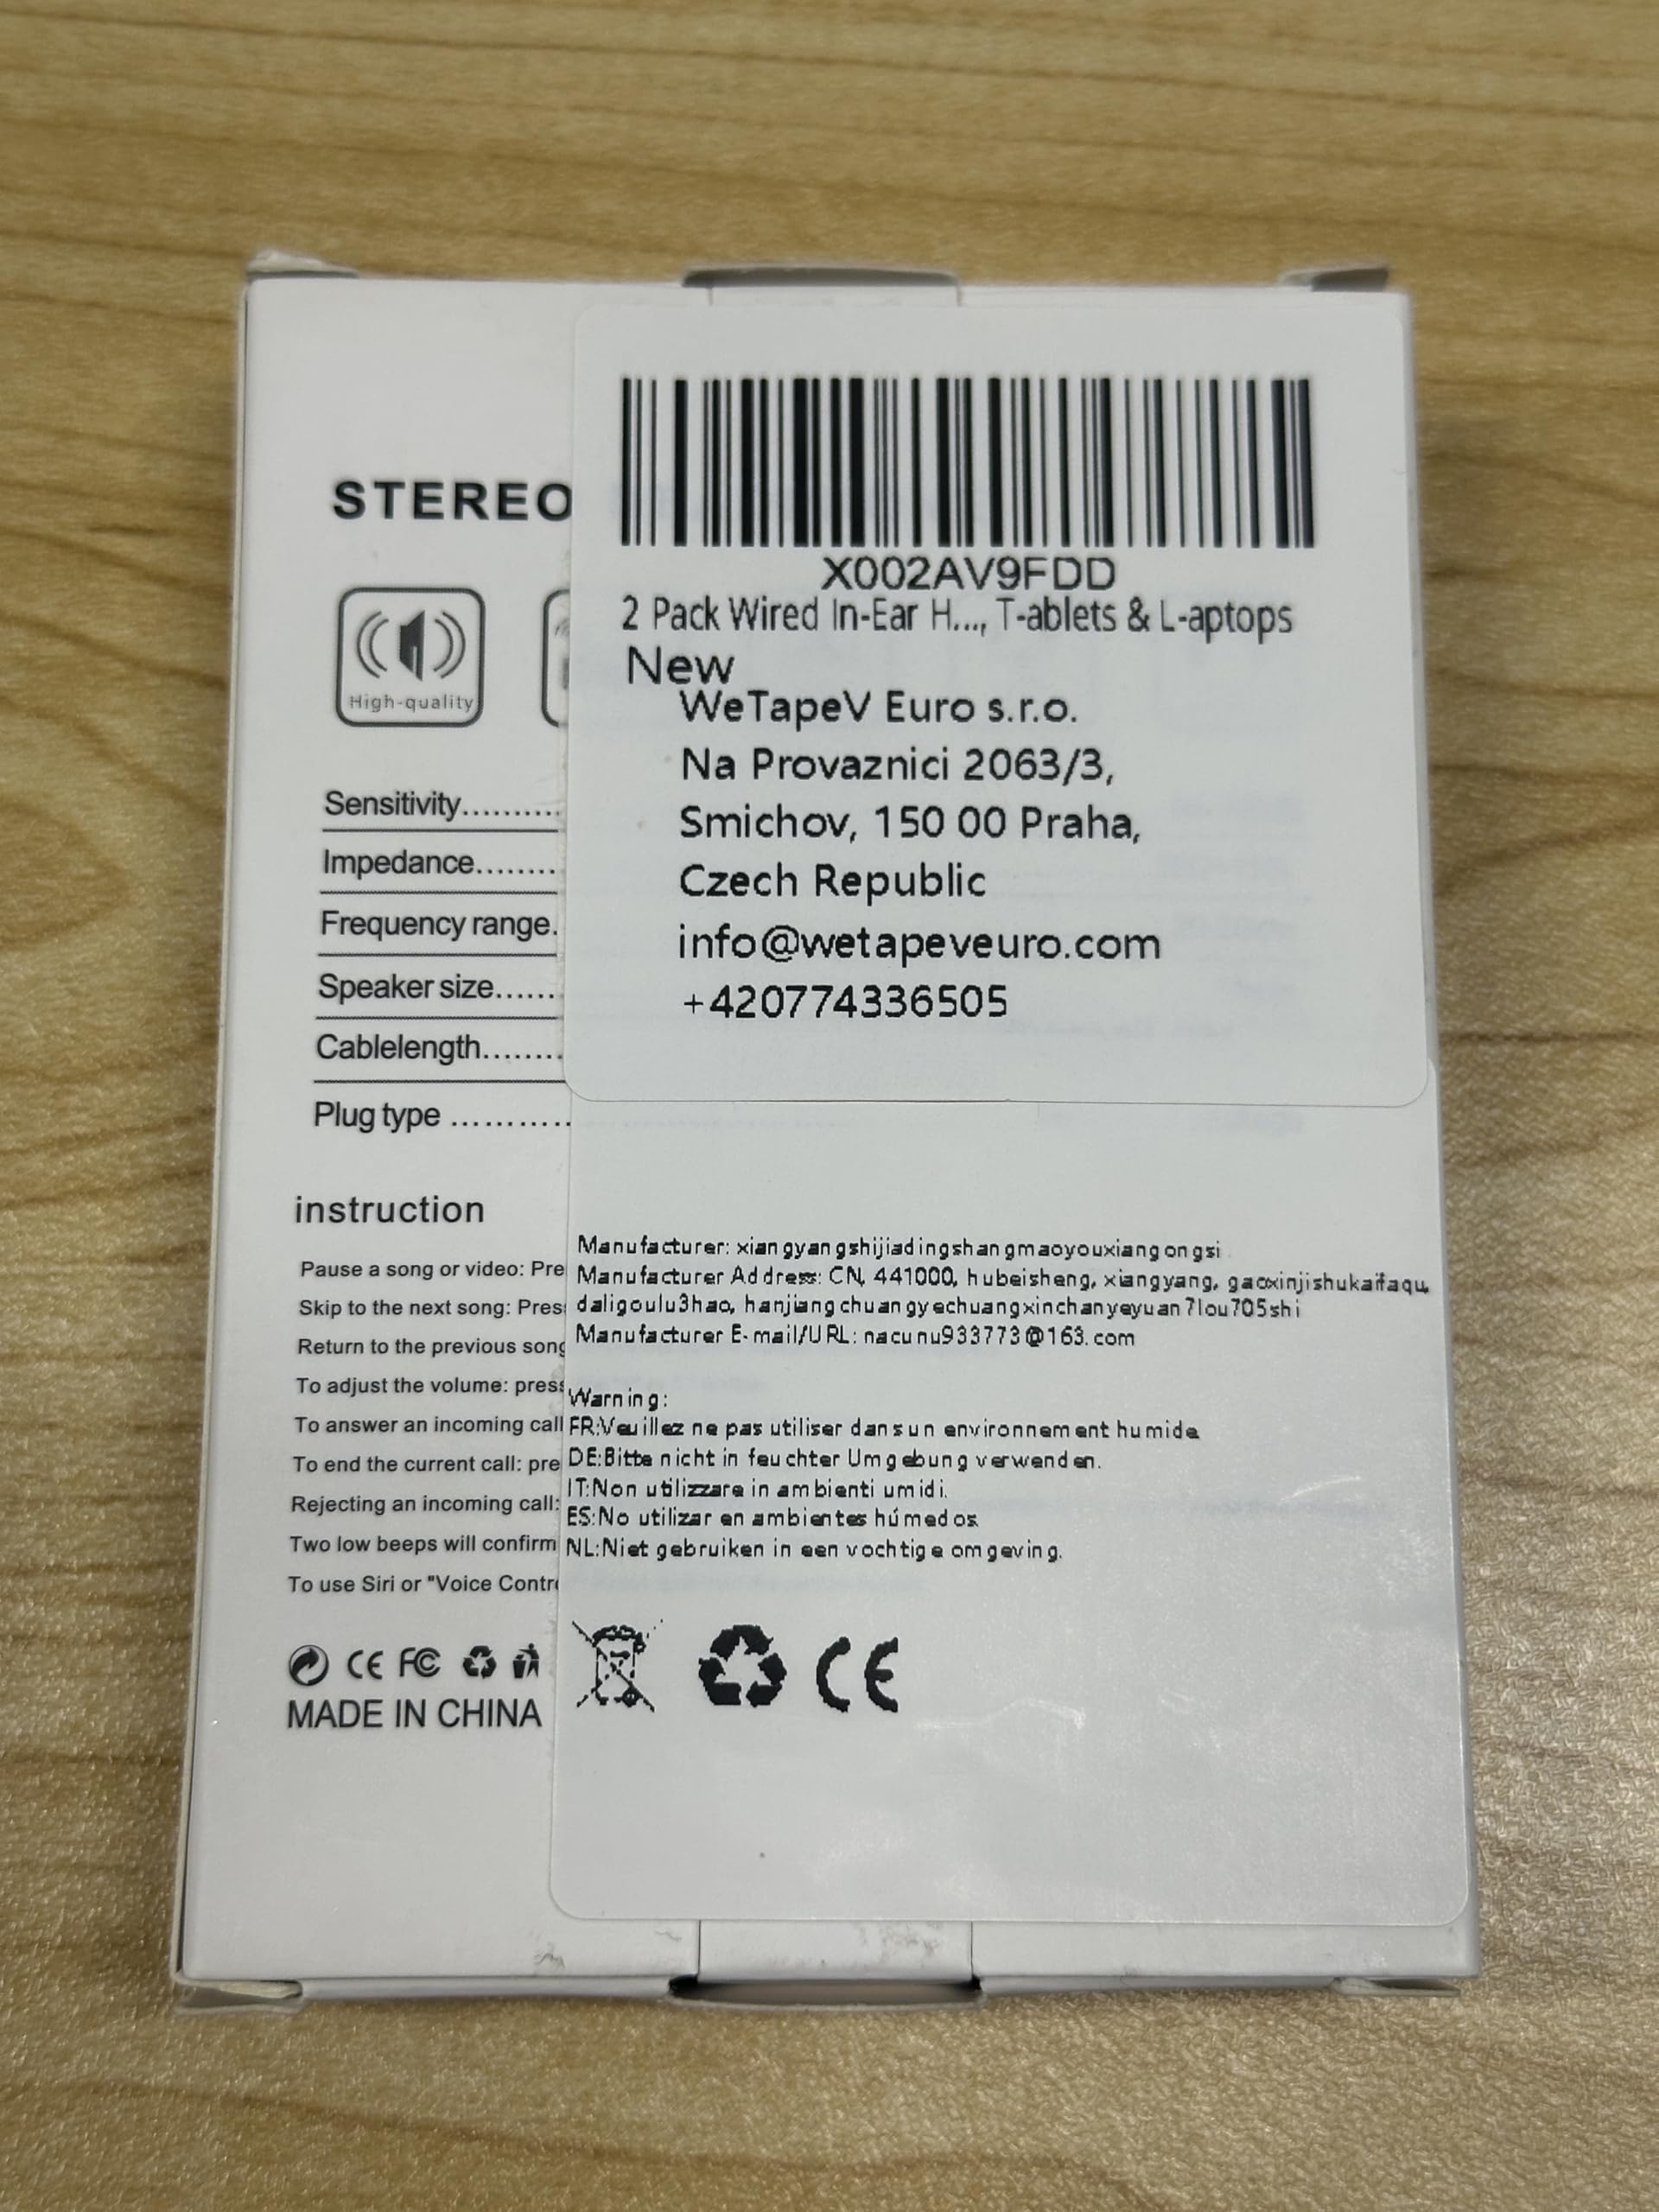 STEREO
High-quality
Sensitivity..........
Impedance........
Frequency range.
Speaker size......
Cablelength........
Plug type ..........
instruction
Pause a song or video: Pre
Skip to the next song: Press
Return to the previous song
To adjust the volume: press
To answer an incoming call
To end the current call: pre
Rejecting an incoming call:
Two low beeps will confirm
To use Siri or "Voice Contro
CE FC
MADE IN CHINA
X002AV9FDD
2 Pack Wired In-Ear H..., T-ablets & L-aptops
New
WeTapeV Euro s.r.o.
Na Provaznici 2063/3,
Smichov, 150 00 Praha,
Czech Republic
info@wetapeveuro.com
+420774336505
Manufacturer: xiangyangshijiadingshangmaoyouxiangongsi
Manufacturer Address: CN, 441000, hubeisheng, xiangyang, gaoxinjishukaifaqu,
daligoulu3hao, hanjiangchuangyechuangxinchanyeyuan7lou705shi
Manufacturer E-mail/URL: nacunu933773@163.com
Warning:
FR:Veuillez ne pas utiliser dans un environnement humide.
DE:Bitte nicht in feuchter Umgebung verwenden.
IT:Non utilizzare in ambienti umidi.
ES:No utilizar en ambientes húmedos.
NL:Niet gebruiken in een vochtige omgeving.
CE